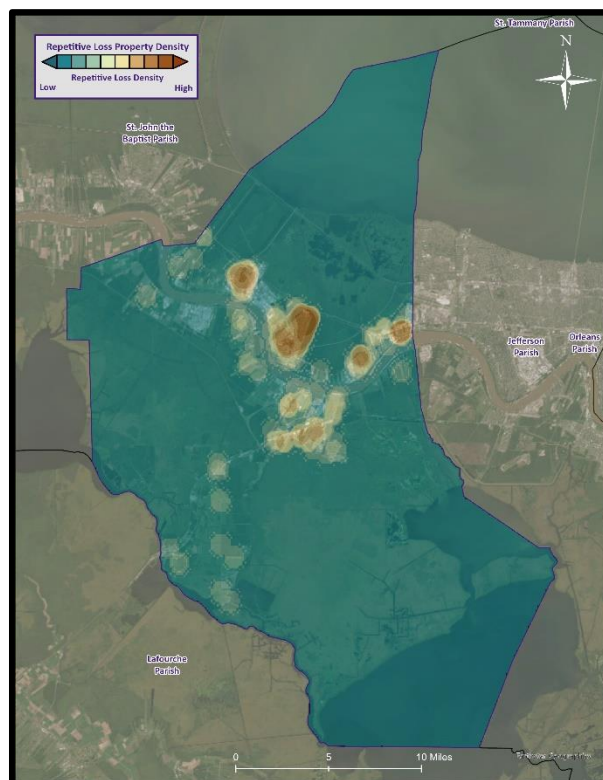 St. Tammany Parish
Repetitive Loss Property Density
Repetitive Loss Density
Low
High
N
St. John the
Baptist Parish
Jefferson
Parish
Orleans
Parish
Lafourche
Parish
0
5
10 Miles